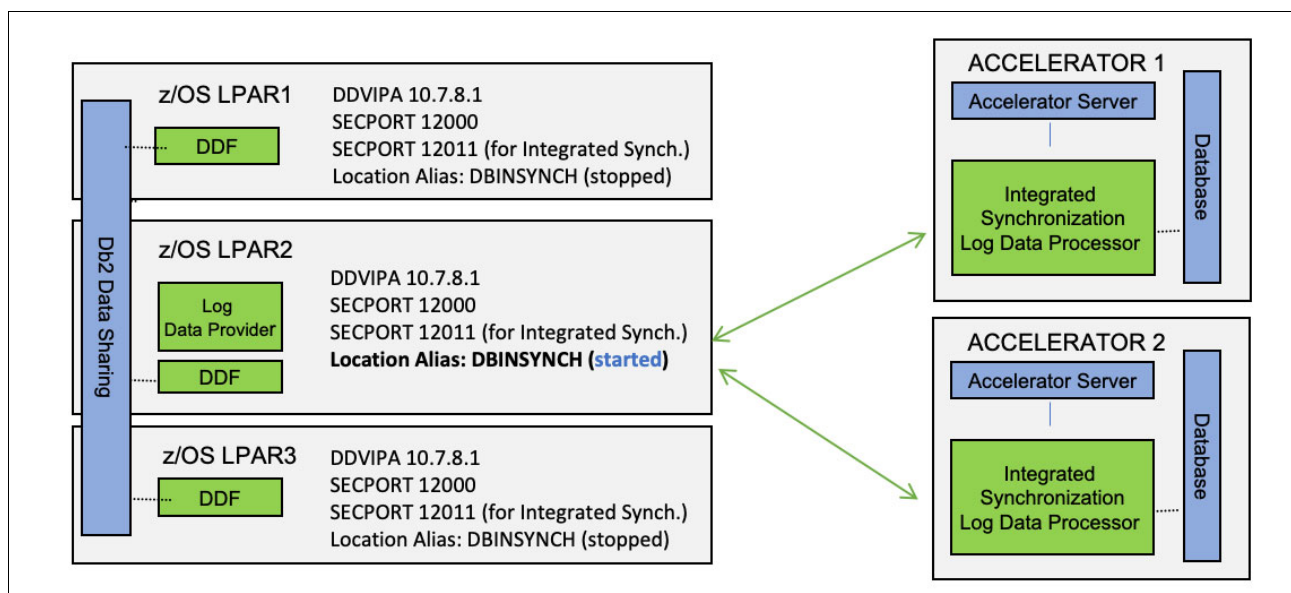 Db2 Data Sharing
z/OS LPAR1
DDF
DDVIPA 10.7.8.1
SECPORT 12000
SECPORT 12011 (for Integrated Synch.)
Location Alias: DBINSYNCH (stopped)
z/OS LPAR2
Log
Data Provider
DDF
DDVIPA 10.7.8.1
SECPORT 12000
SECPORT 12011 (for Integrated Synch.)
Location Alias: DBINSYNCH (started)
z/OS LPAR3
DDF
DDVIPA 10.7.8.1
SECPORT 12000
SECPORT 12011 (for Integrated Synch.)
Location Alias: DBINSYNCH (stopped)
ACCELERATOR 1
Accelerator Server
Integrated
Synchronization
Log Data Processor
Database
ACCELERATOR 2
Accelerator Server
Integrated
Synchronization
Log Data Processor
Database